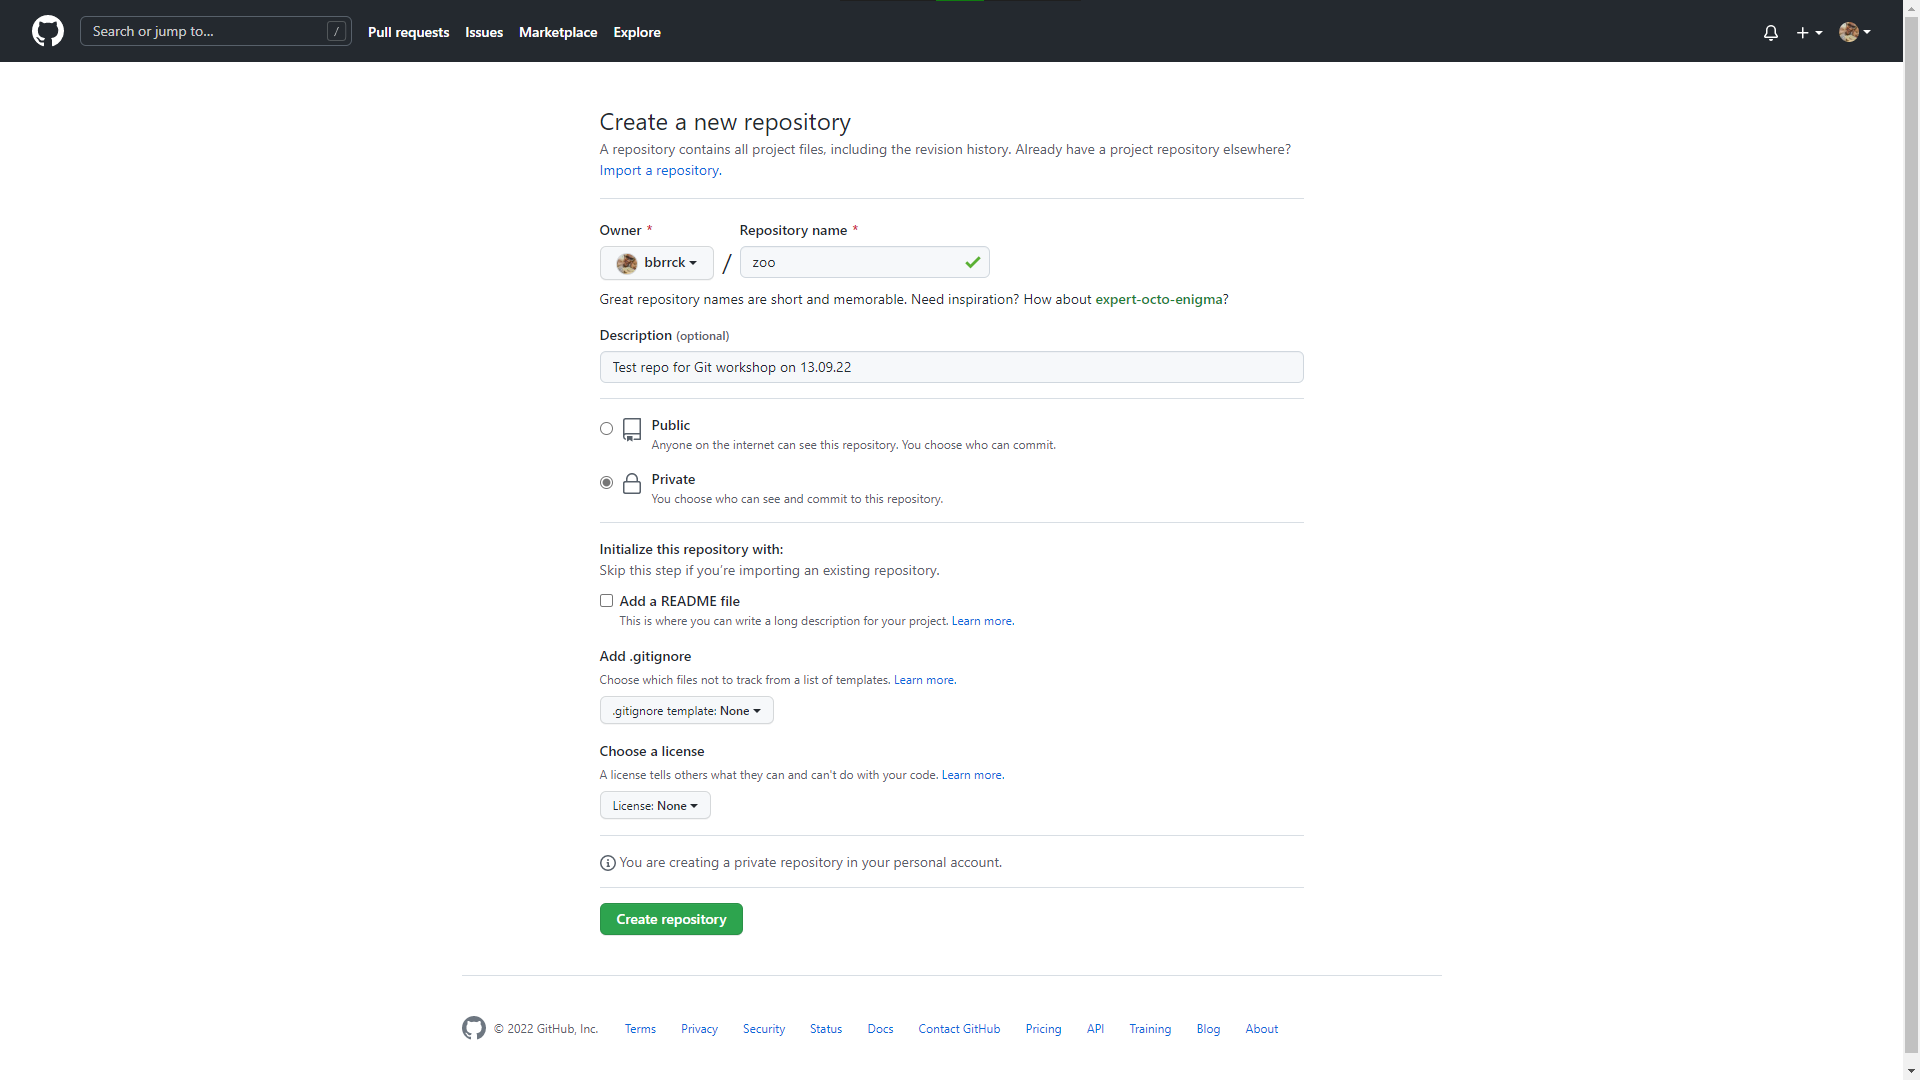 Search or jump to...
/
Pull requests
Issues
Marketplace
Explore
Create a new repository
A repository contains all project files, including the revision history. Already have a project repository elsewhere?
Import a repository.
Owner *
Repository name *
bbrrck
/
zoo
Great repository names are short and memorable. Need inspiration? How about expert-octo-enigma?
Description (optional)
Test repo for Git workshop on 13.09.22
Public
Anyone on the internet can see this repository. You choose who can commit.
Private
You choose who can see and commit to this repository.
Initialize this repository with:
Skip this step if you're importing an existing repository.
Add a README file
This is where you can write a long description for your project. Learn more.
Add .gitignore
Choose which files not to track from a list of templates. Learn more.
.gitignore template: None
Choose a license
A license tells others what they can and can't do with your code. Learn more.
License: None
You are creating a private repository in your personal account.
Create repository
© 2022 GitHub, Inc.
Terms
Privacy
Security
Status
Docs
Contact GitHub
Pricing
API
Training
Blog
About